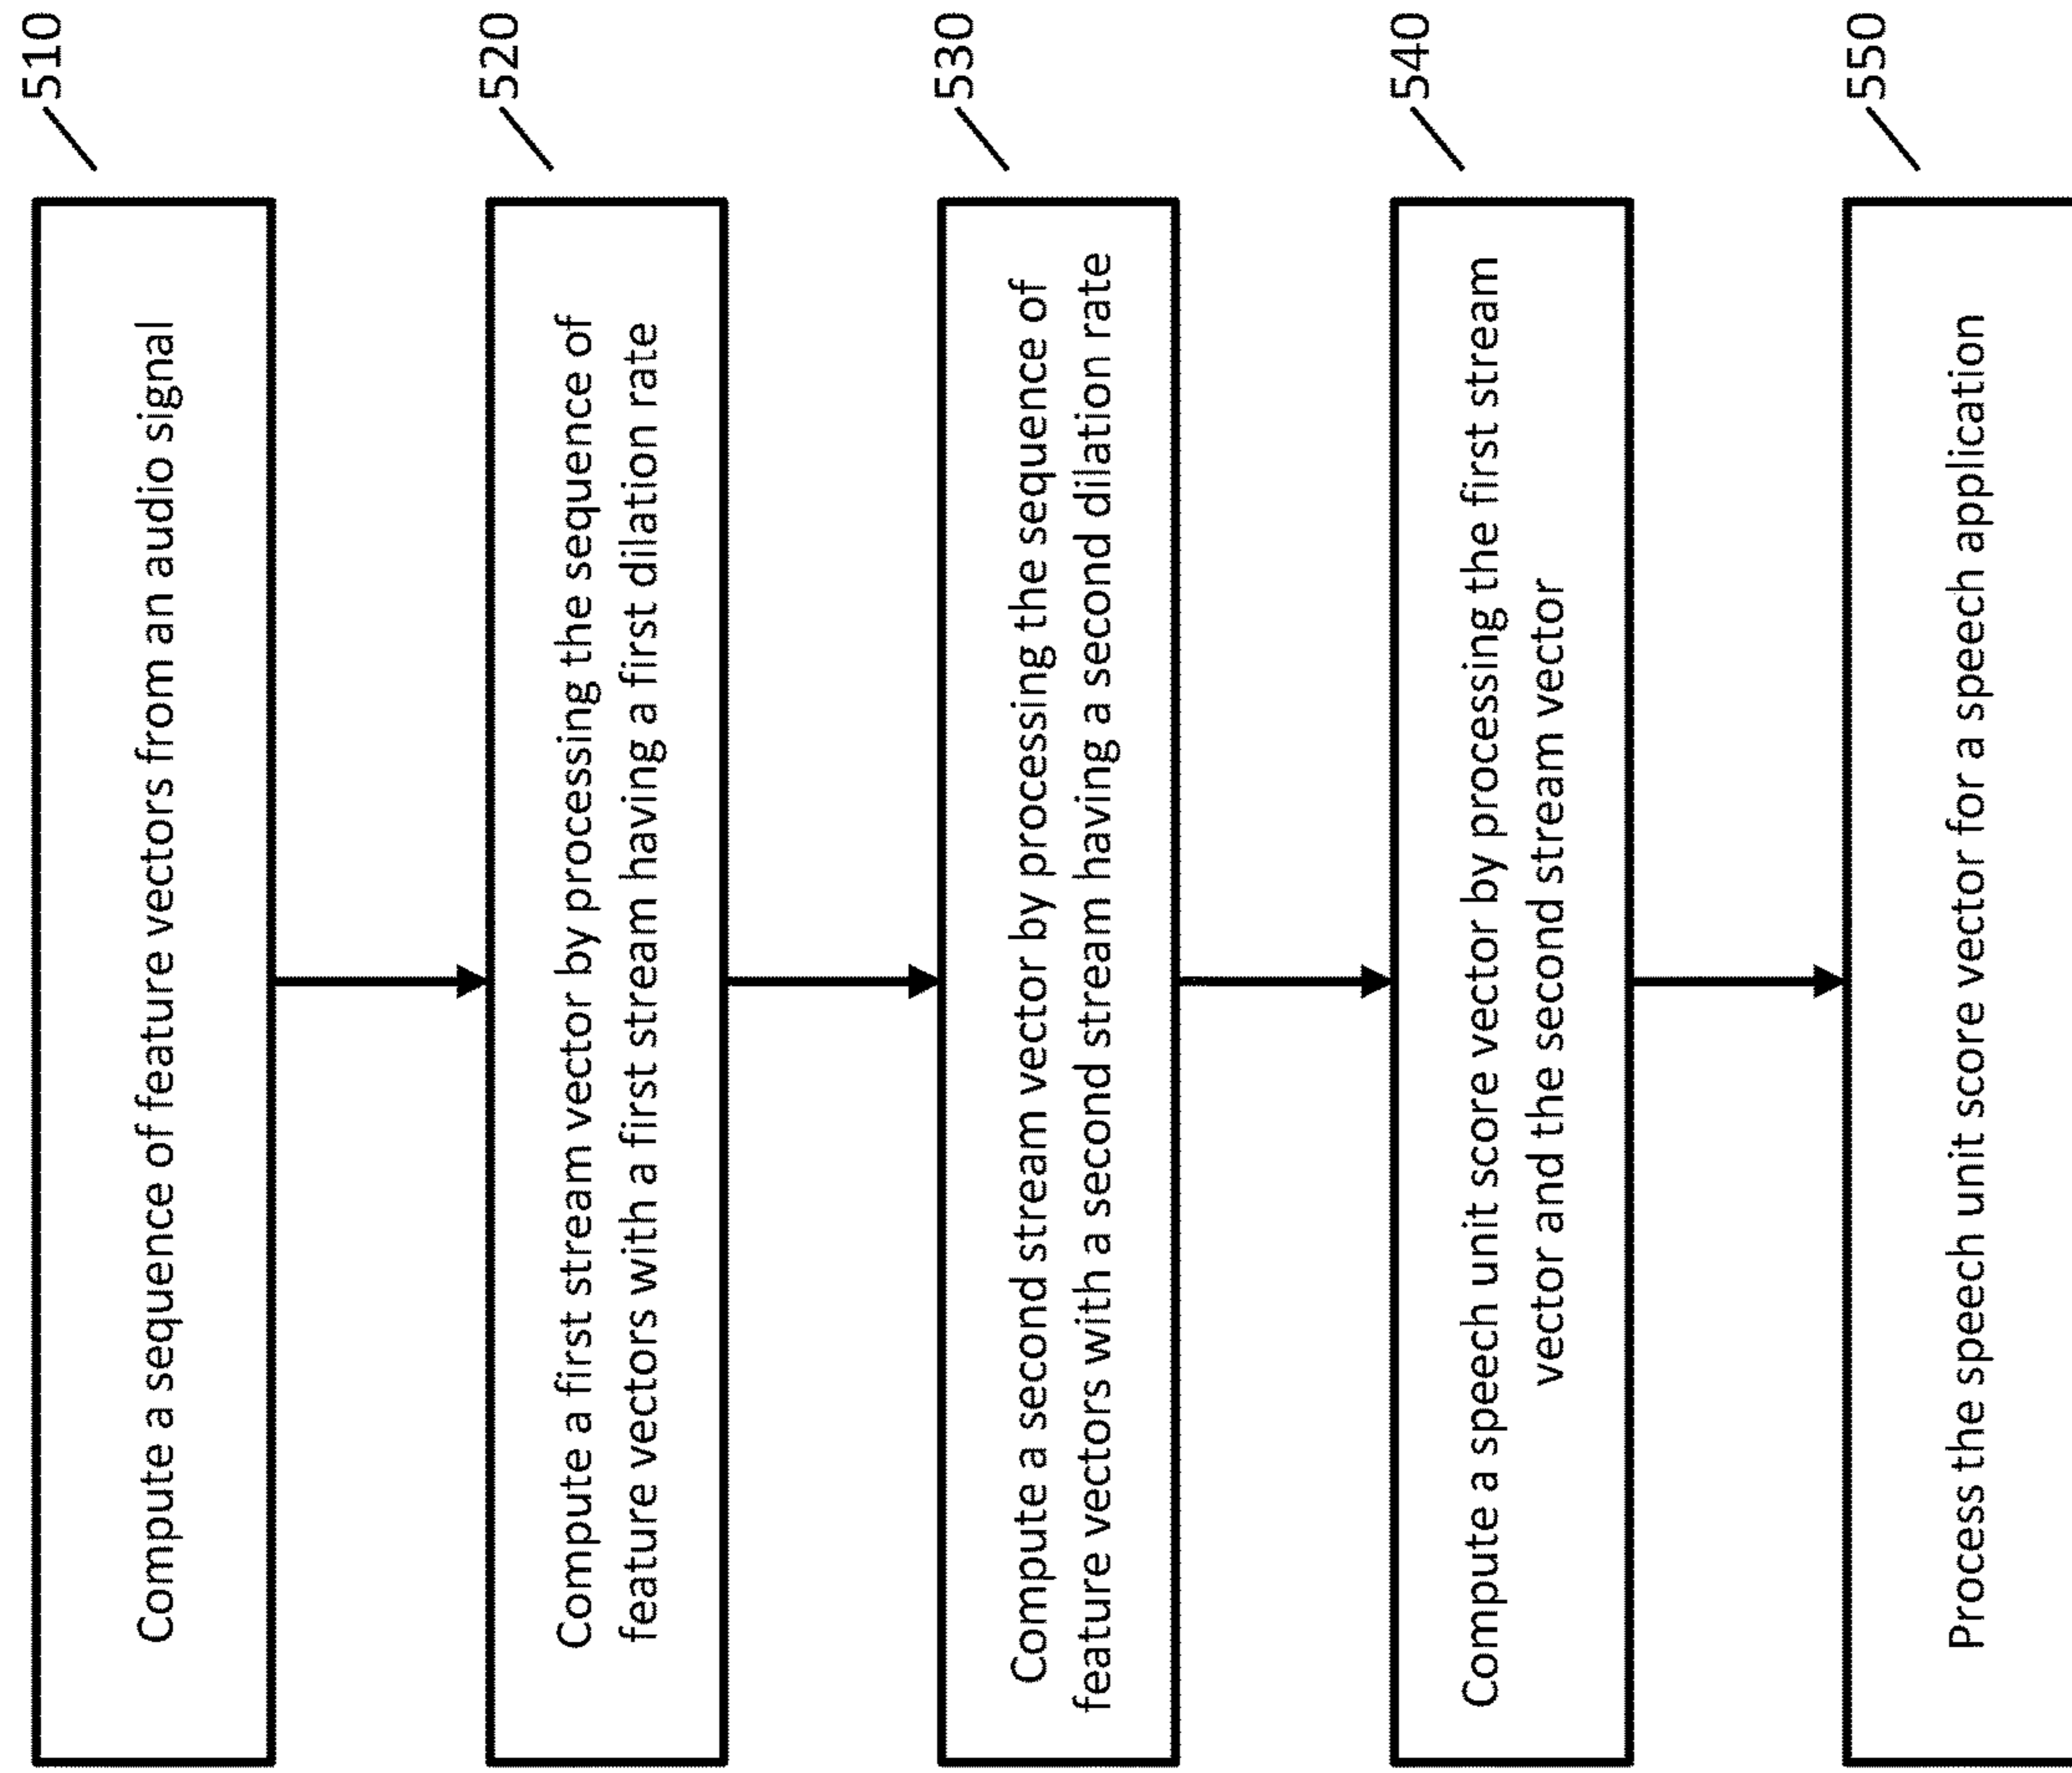 510
Compute a sequence of feature vectors from an audio signal
520
Compute a first stream vector by processing the sequence of
feature vectors with a first stream having a first dilation rate
530
Compute a second stream vector by processing the sequence of
feature vectors with a second stream having a second dilation rate
540
Compute a speech unit score vector by processing the first stream
vector and the second stream vector
550
Process the speech unit score vector for a speech application